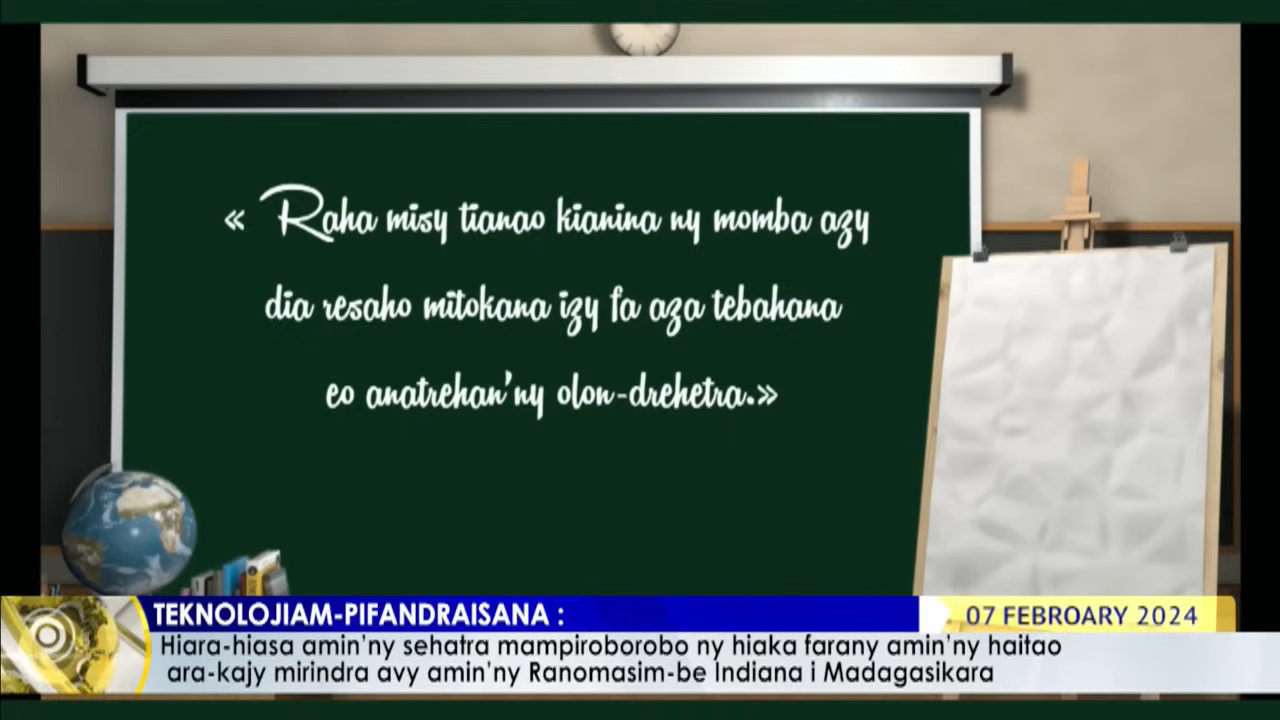 « Raha misy tianao kianina ny momba azy
dia resaho mitokana izy fa aza tebahana
eo anatrehan'ny olon-drehetra.»
TEKNOLOJIAM-PIFANDRAISANA :
07 FEBROARY 2024
Hiara-hiasa amin'ny sehatra mampiroborobo ny hiaka farany amin'ny haitao
ara-kajy mirindra avy amin'ny Ranomasim-be Indiana i Madagasikara